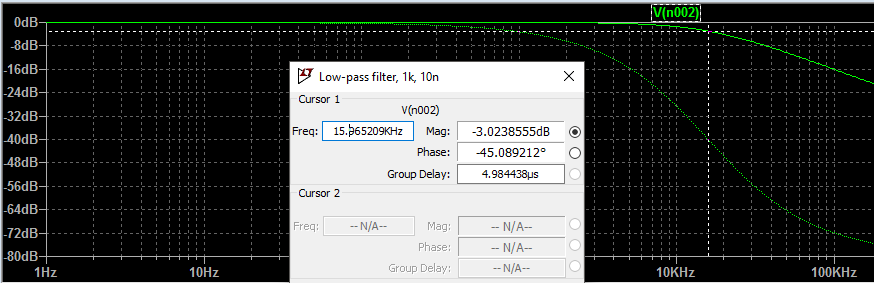 V(n002)
0dB
-8dB
-16dB
-24dB
-32dB
-40dB
-48dB
-56dB
-64dB
-72dB
-80dB
1Hz 10Hz 10KHz 100KHz
Low-pass filter, 1k, 10n
Cursor 1
V(n002)
Freq: 15.965209KHz Mag: -3.0238555dB
Phase: -45.089212°
Group Delay: 4.984438µs
Cursor 2
Freq: -- N/A-- Mag: -- N/A--
Phase: -- N/A--
Group Delay: -- N/A--